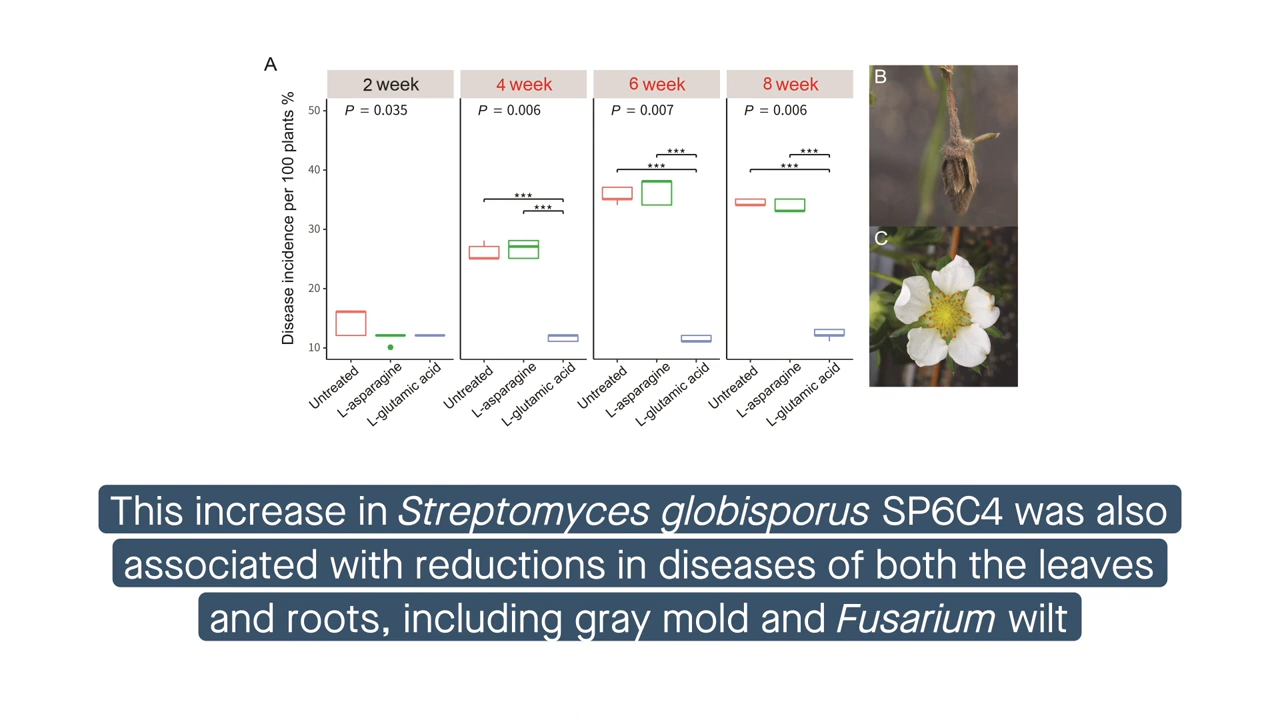 A
2 week
4 week
6 week
8 week
B
P = 0.035
P = 0.006
P = 0.007
P = 0.006
Disease incidence per 100 plants %
50
40
30
20
10
***
***
***
***
***
***
C
Untreated
L-asparagine
L-glutamic acid
Untreated
L-asparagine
L-glutamic acid
Untreated
L-asparagine
L-glutamic acid
Untreated
L-asparagine
L-glutamic acid
This increase in Streptomyces globisporus SP6C4 was also
associated with reductions in diseases of both the leaves
and roots, including gray mold and Fusarium wilt